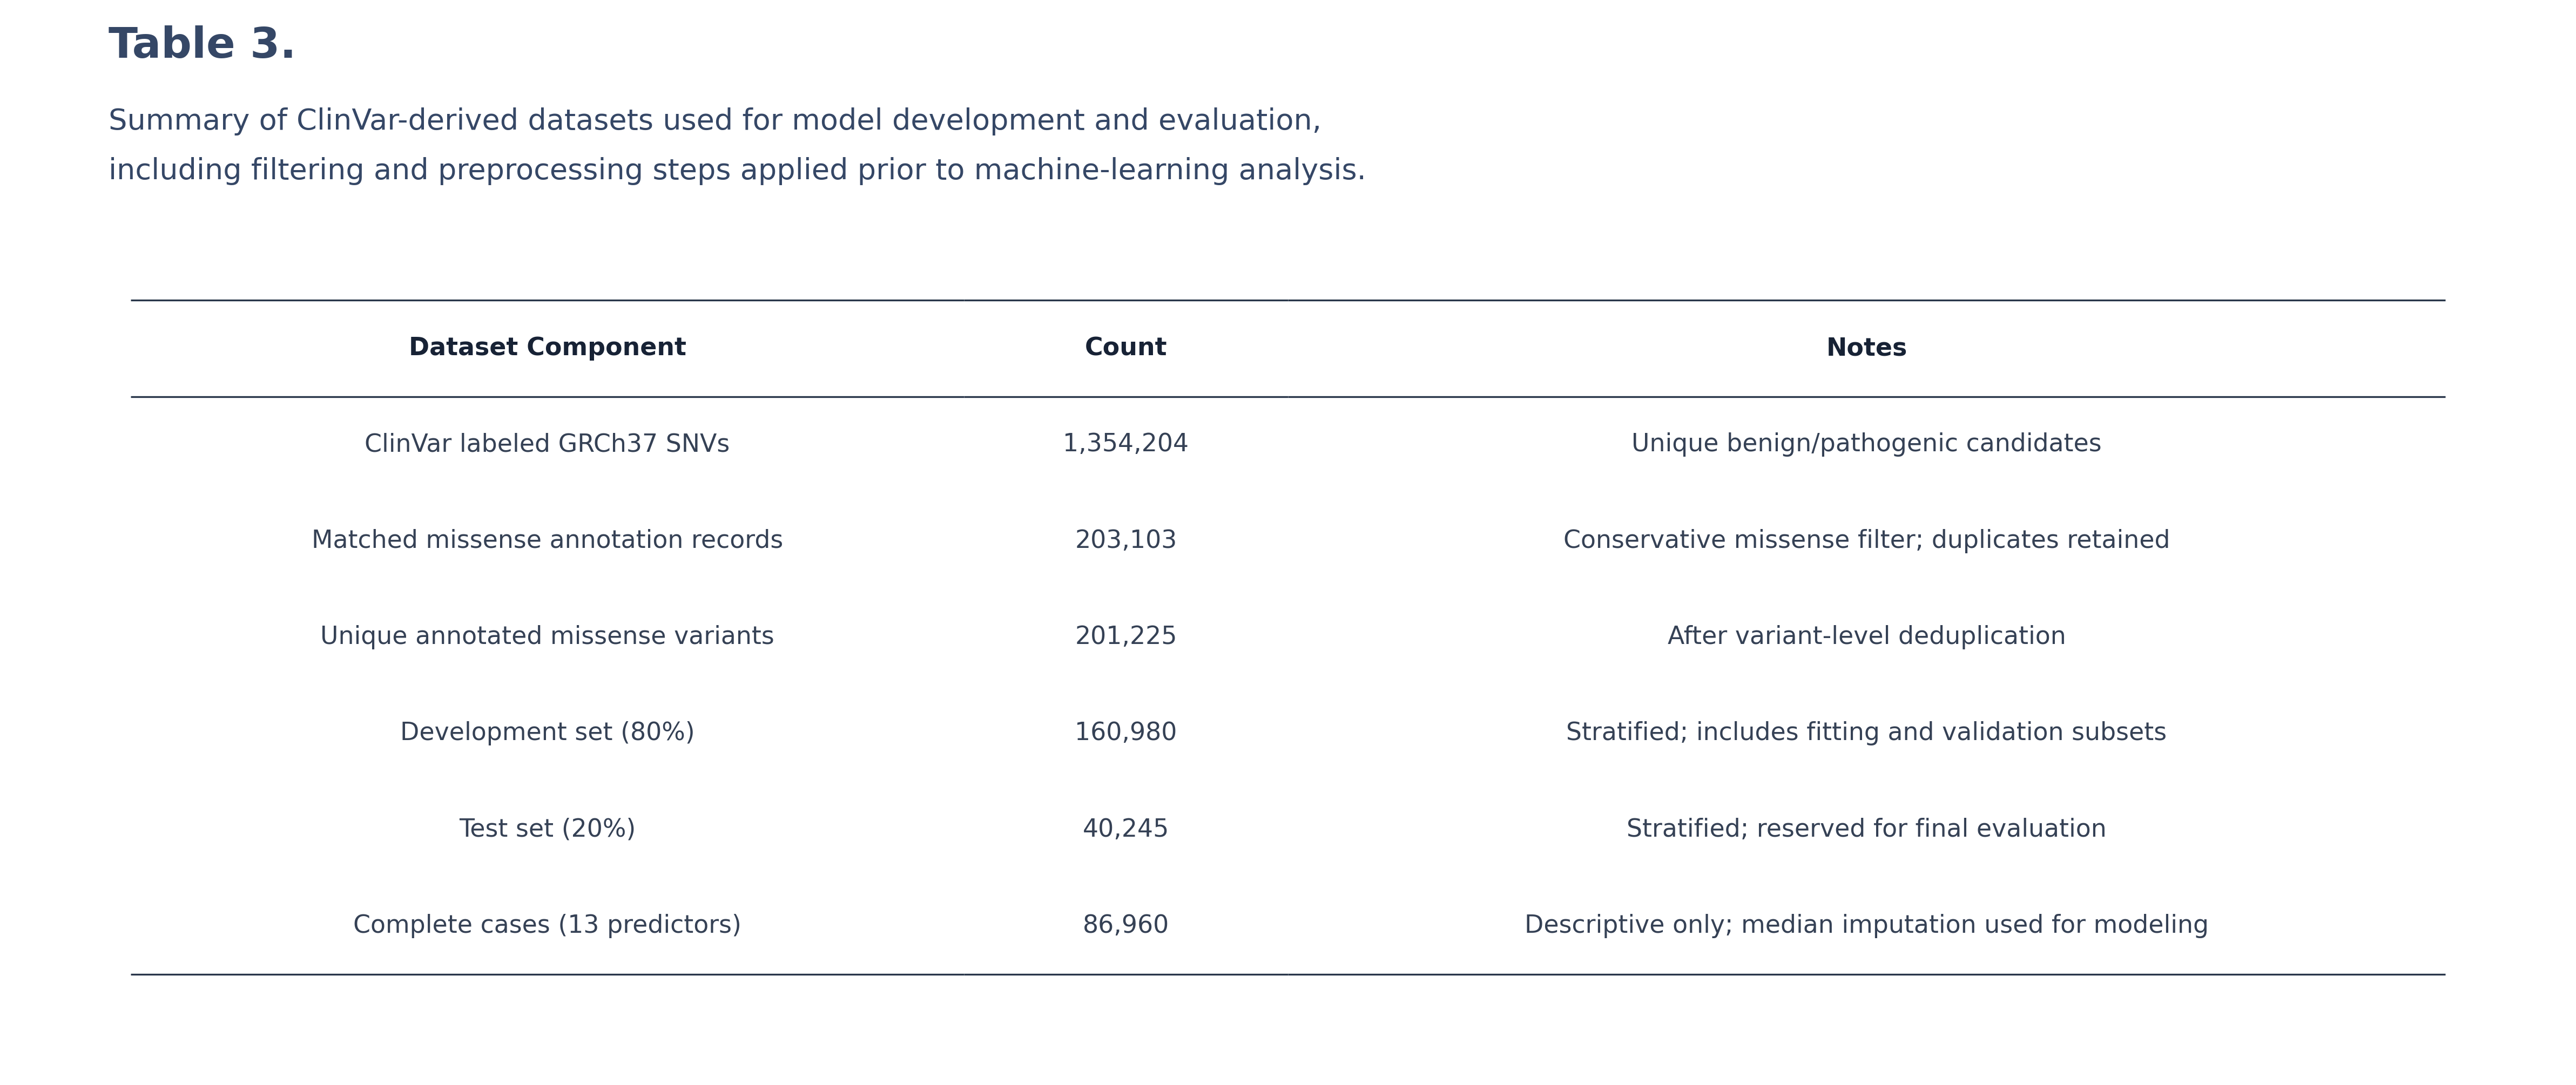 Table 3.
Summary of ClinVar-derived datasets used for model development and evaluation,
including filtering and preprocessing steps applied prior to machine-learning analysis.
Dataset Component Count Notes
ClinVar labeled GRCh37 SNVs 1,354,204 Unique benign/pathogenic candidates
Matched missense annotation records 203,103 Conservative missense filter; duplicates retained
Unique annotated missense variants 201,225 After variant-level deduplication
Development set (80%) 160,980 Stratified; includes fitting and validation subsets
Test set (20%) 40,245 Stratified; reserved for final evaluation
Complete cases (13 predictors) 86,960 Descriptive only; median imputation used for modeling